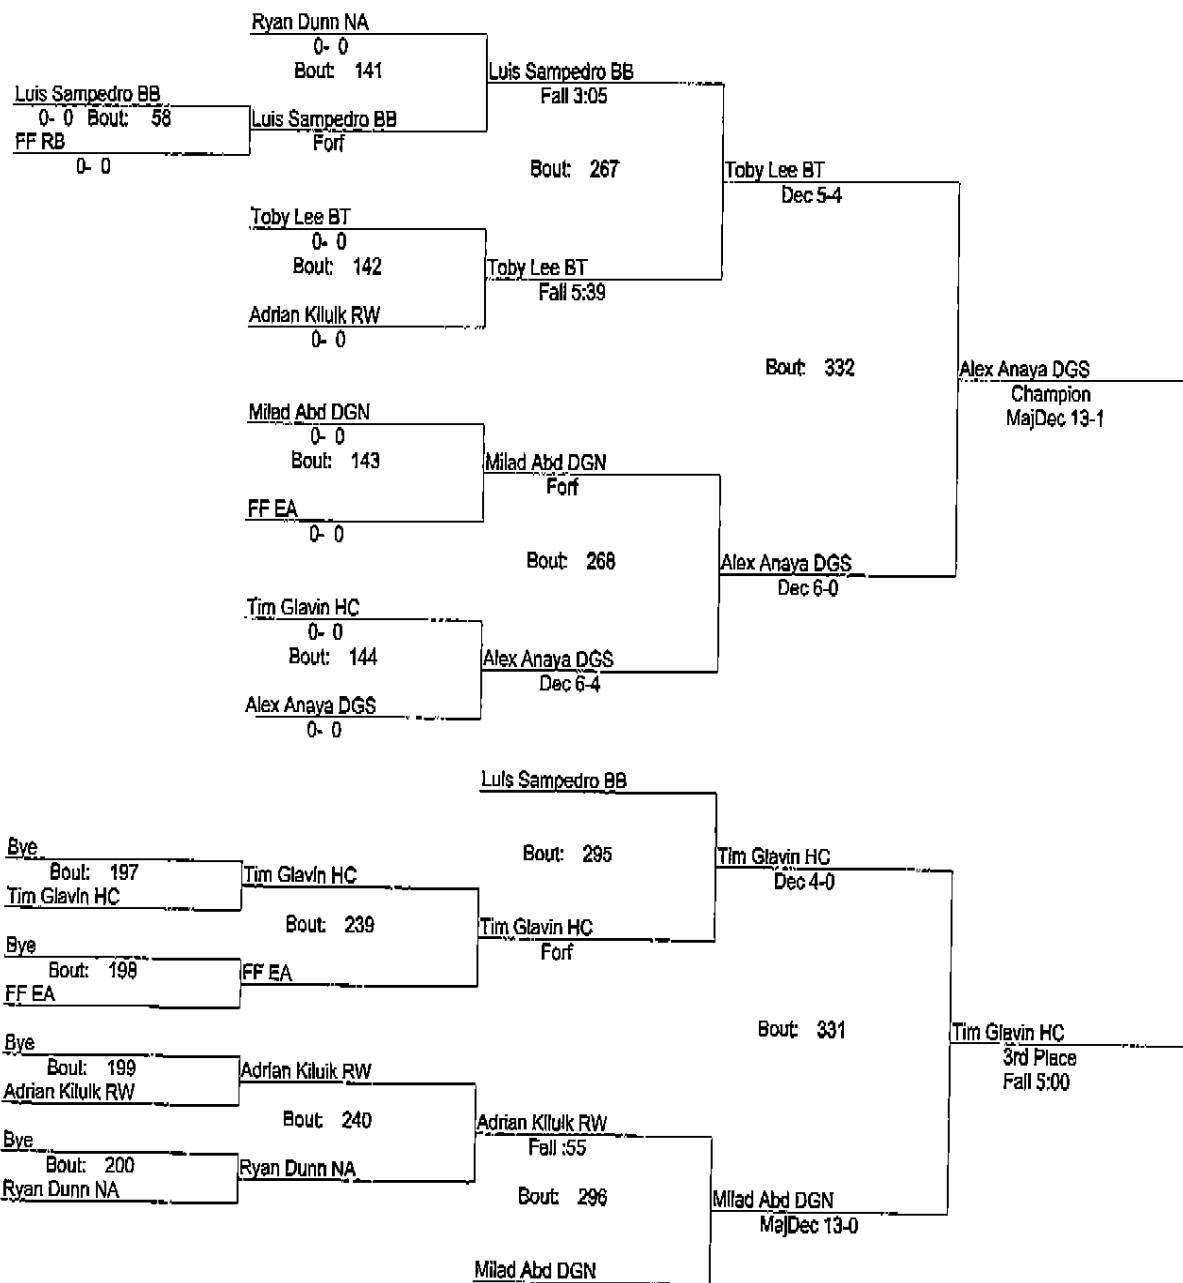 Ryan Dunn NA
0- 0
Bout: 141
Luis Sampedro BB
Fall 3:05
Luis Sampedro BB
0- 0 Bout: 58
FF RB
0- 0
Luis Sampedro BB
Forf
Bout: 267
Toby Lee BT
Dec 5-4
Toby Lee BT
0- 0
Bout: 142
Toby Lee BT
Fall 5:39
Adrian Kiluik RW
0- 0
Bout: 332
Alex Anaya DGS
Champion
MajDec 13-1
Milad Abd DGN
0- 0
Bout: 143
Milad Abd DGN
Forf
FF EA
0- 0
Bout: 268
Alex Anaya DGS
Dec 6-0
Tim Glavin HC
0- 0
Bout: 144
Alex Anaya DGS
Dec 6-4
Alex Anaya DGS
0- 0
Luis Sampedro BB
Bout: 295
Tim Glavin HC
Dec 4-0
Bye
Bout: 197
Tim Glavin HC
Tim Glavin HC
Bout: 239
Tim Glavin HC
Forf
Bye
Bout: 198
FF EA
FF EA
Bout: 331
Tim Glavin HC
3rd Place
Fall 5:00
Bye
Bout: 199
Adrian Kiluik RW
Adrian Kiluik RW
Bout: 240
Adrian Kiluik RW
Fall :55
Bye
Bout: 200
Ryan Dunn NA
Ryan Dunn NA
Bout: 296
Milad Abd DGN
MajDec 13-0
Milad Abd DGN